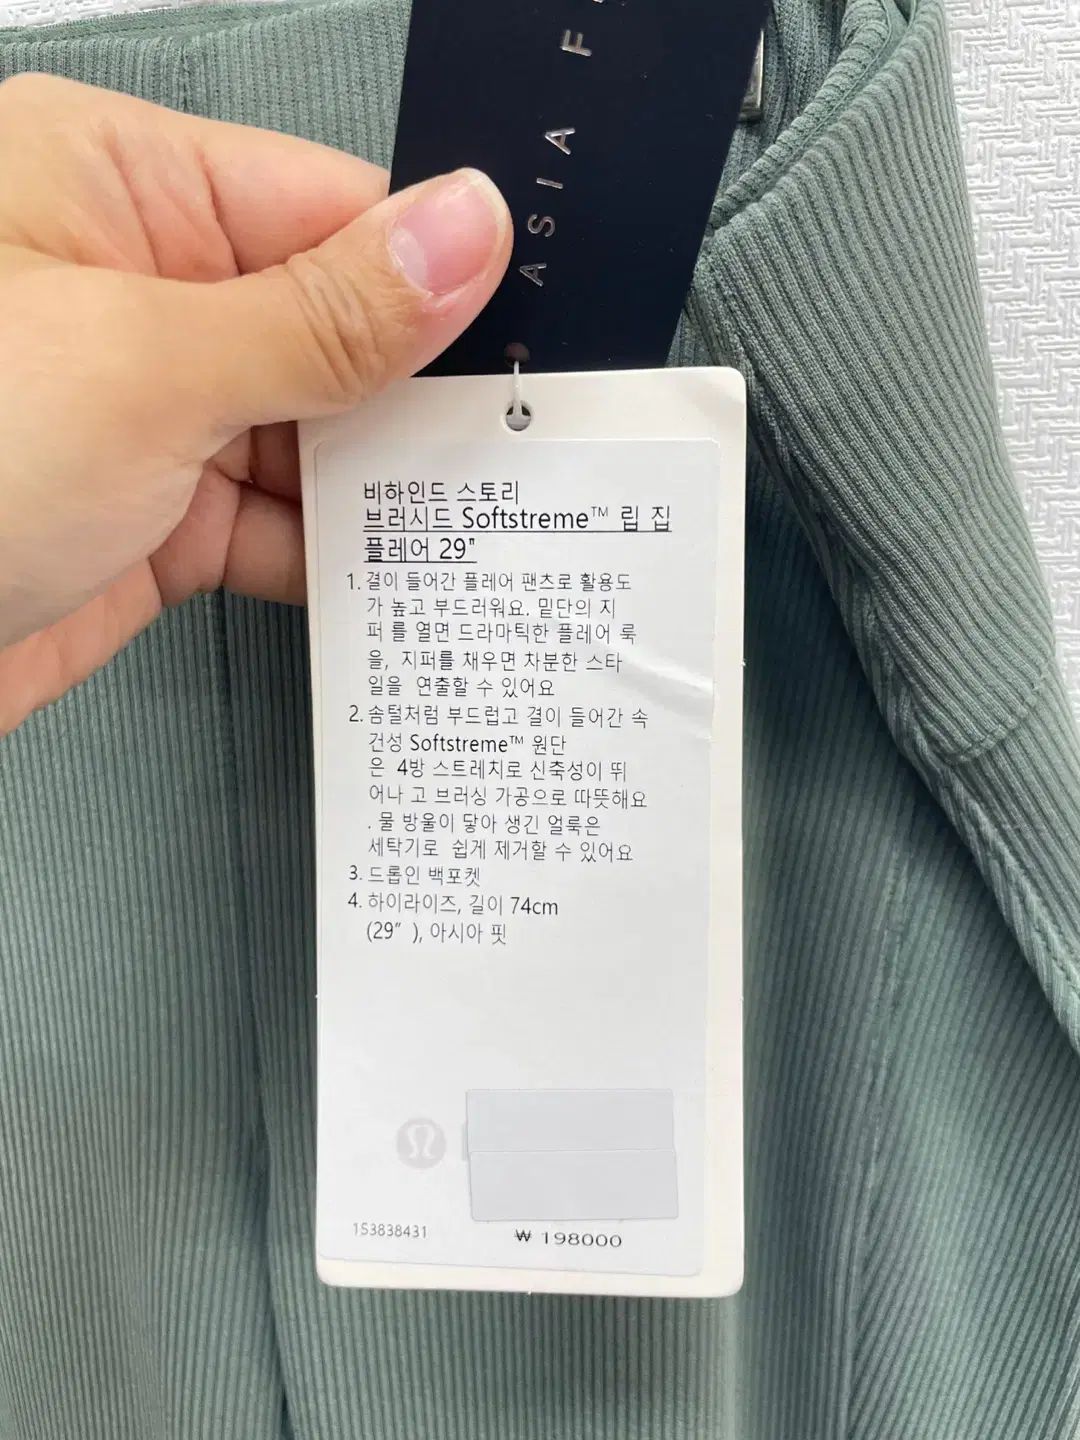 ASIA F
비하인드 스토리
브러시드 Softstreme™ 립 집
플레어 29"
1. 결이 들어간 플레어 팬츠로 활용도
가 높고 부드러워요. 밑단의 지
퍼 를 열면 드라마틱한 플레어 룩
을, 지퍼를 채우면 차분한 스타
일을 연출할 수 있어요
2. 솜털처럼 부드럽고 결이 들어간 속
건성 Softstreme™ 원단
은 4방 스트레치로 신축성이 뛰
어나 고 브러싱 가공으로 따뜻해요
. 물 방울이 닿아 생긴 얼룩은
세탁기로 쉽게 제거할 수 있어요
3. 드롭인 백포켓
4. 하이라이즈, 길이 74cm
(29" ), 아시아 핏
1S3838431
₩ 198000